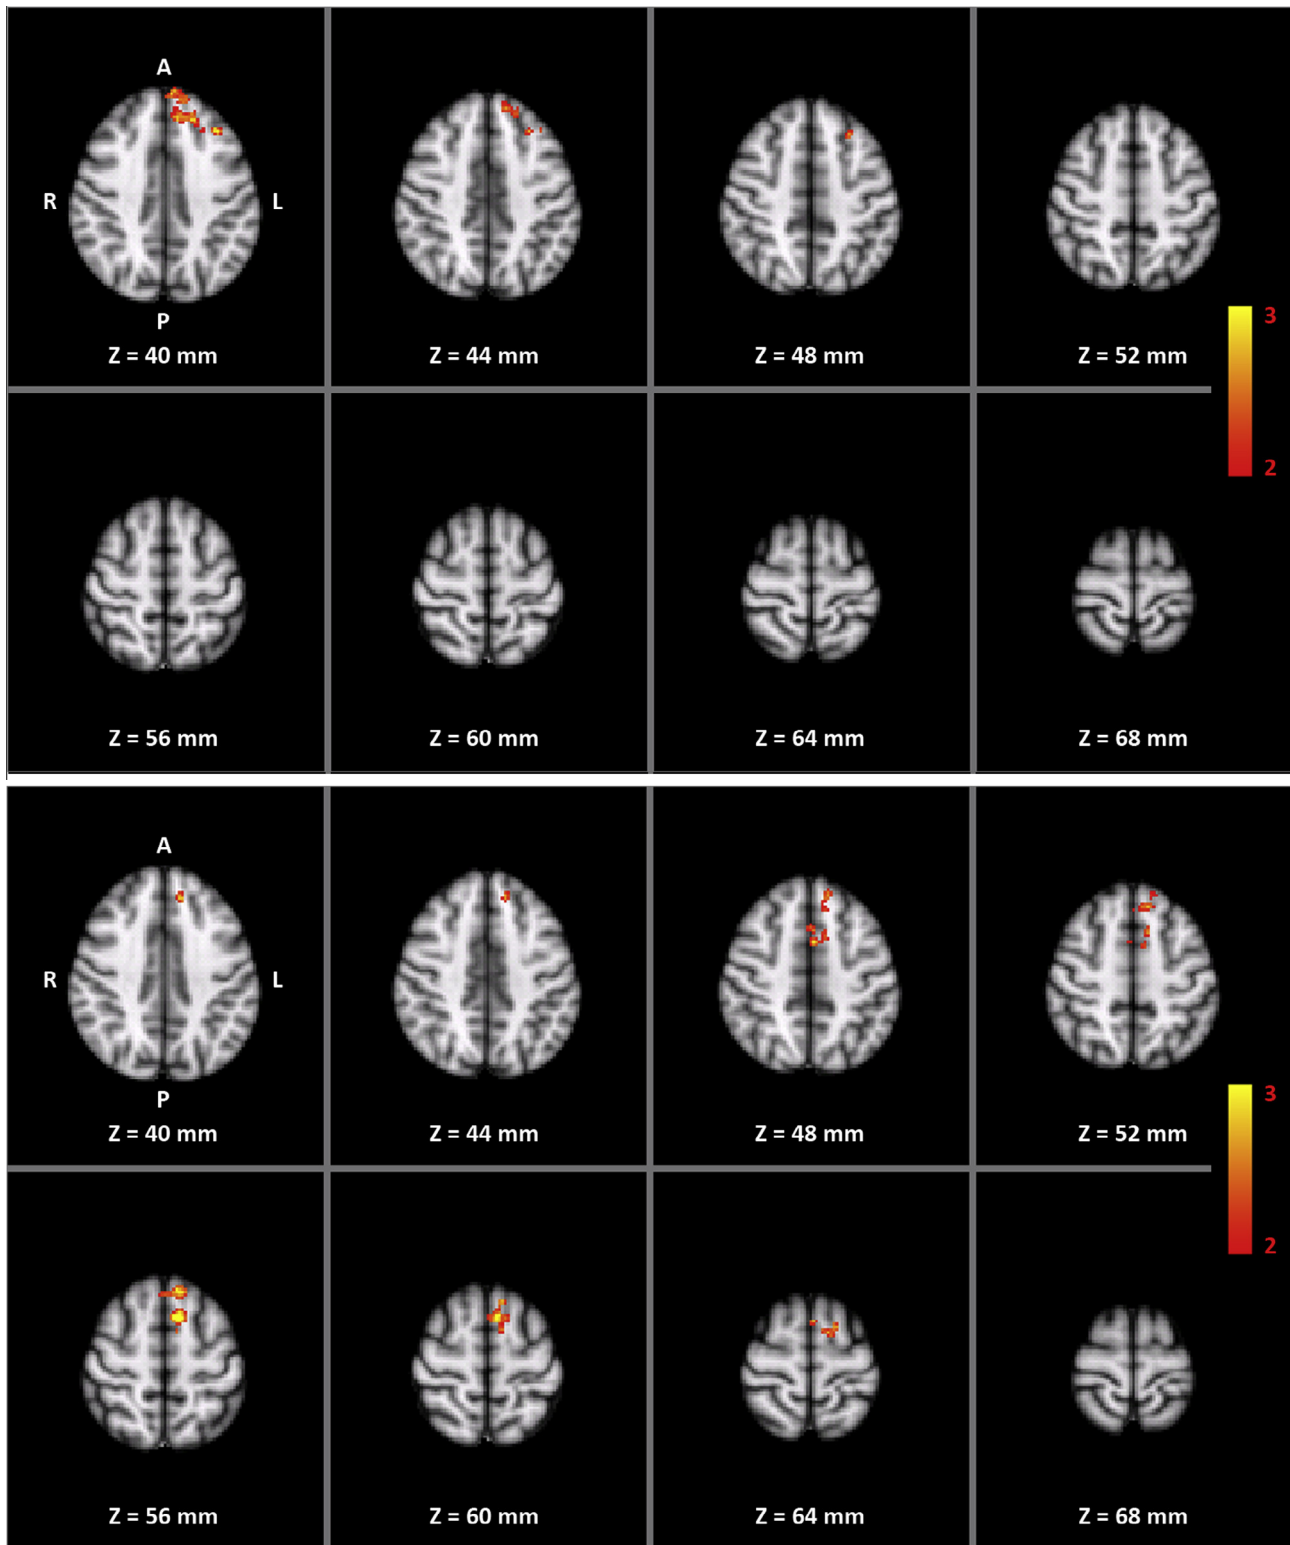 A
R
L
P
Z = 40 mm
Z = 44 mm
Z = 48 mm
Z = 52 mm
3
2
Z = 56 mm
Z = 60 mm
Z = 64 mm
Z = 68 mm
A
R
L
P
Z = 40 mm
Z = 44 mm
Z = 48 mm
Z = 52 mm
3
2
Z = 56 mm
Z = 60 mm
Z = 64 mm
Z = 68 mm